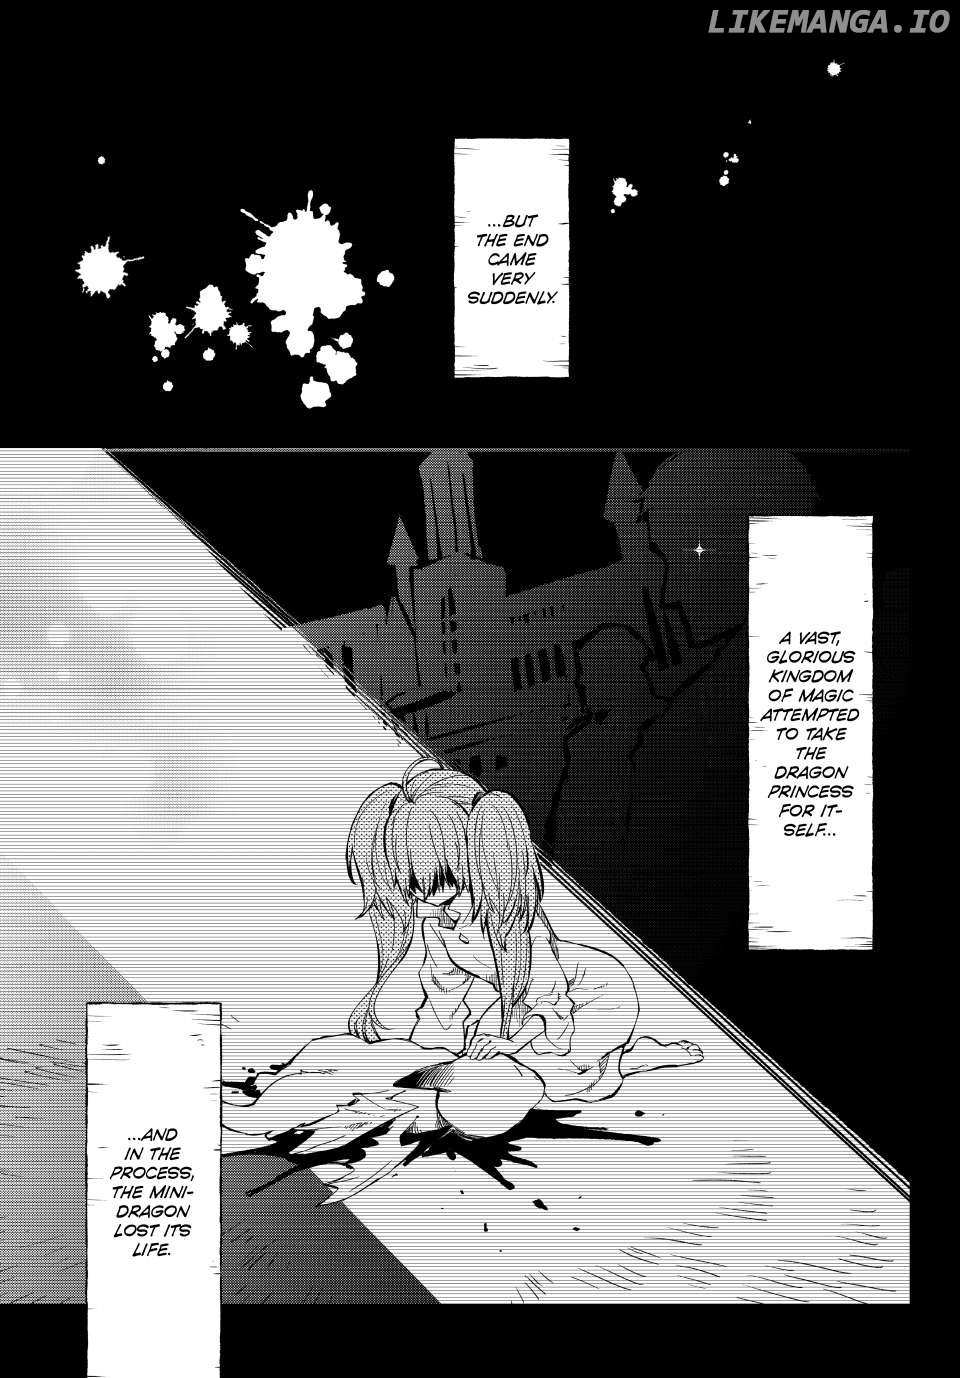 LIKEMANGA.IO
...BUT
THE END
CAME
VERY
SUDDENLY.
A VAST,
GLORIOUS
KINGDOM
OF MAGIC
ATTEMPTED
TO TAKE
THE
DRAGON
PRINCESS
FOR IT-
SELF...
...AND
IN THE
PROCESS,
THE MINI-
DRAGON
LOST ITS
LIFE.